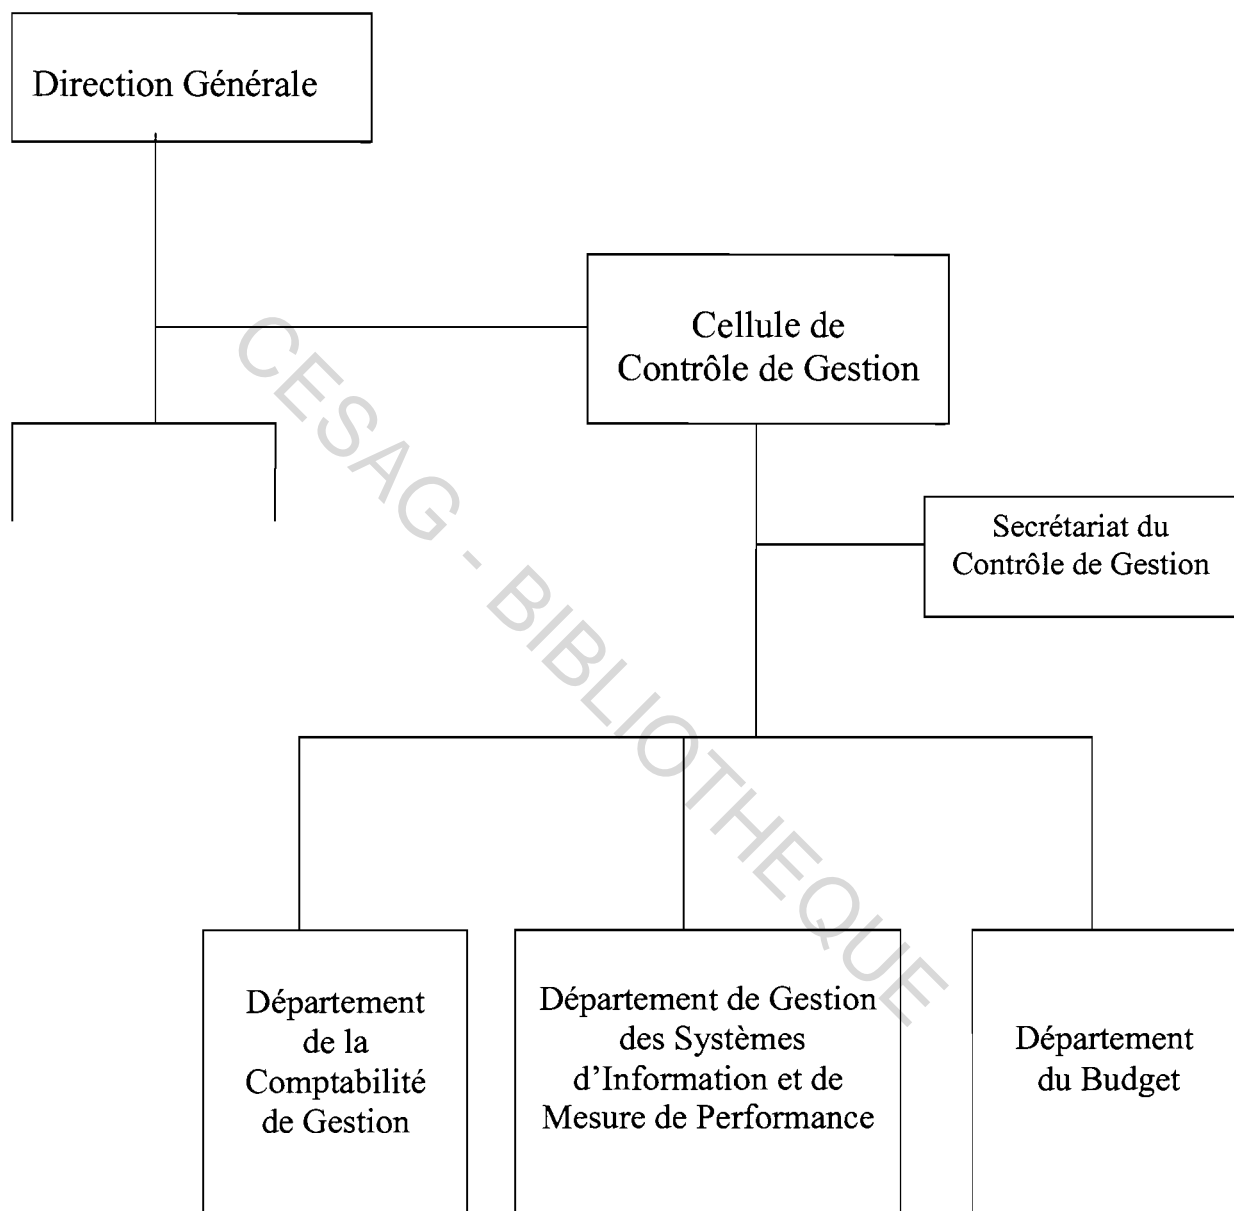 Direction Générale
Cellule de
Contrôle de Gestion
Secrétariat du
Contrôle de Gestion
CESAG - BIBLIOTHEQUE
Département
de la
Comptabilité
de Gestion
Département de Gestion
des Systèmes
d’Information et de
Mesure de Performance
Département
du Budget